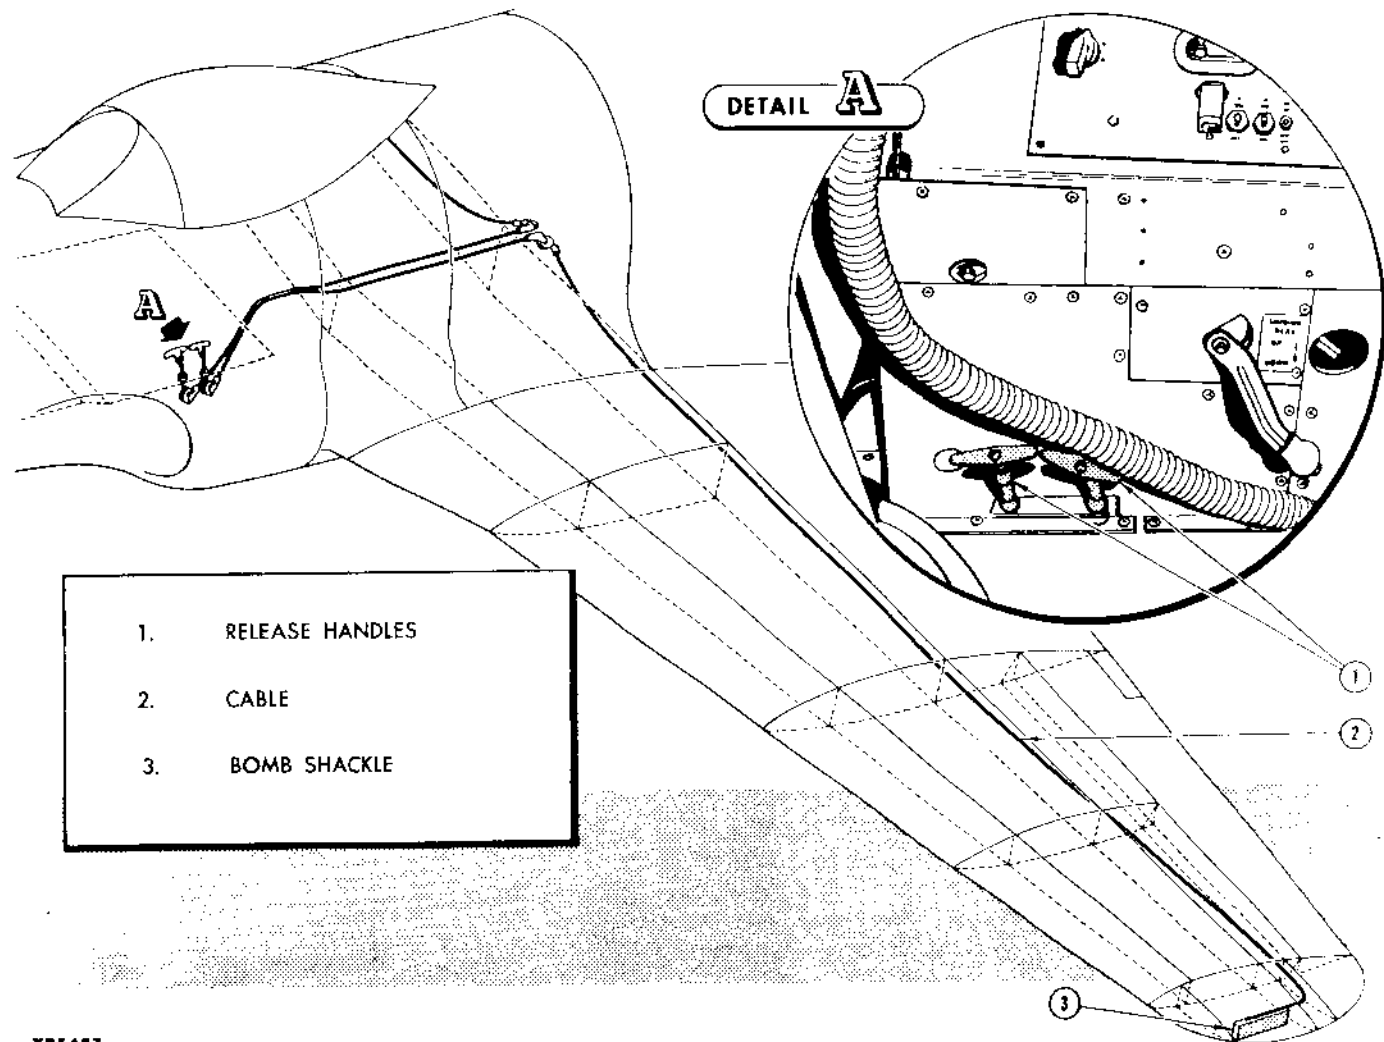 DETAIL A
A
1. RELEASE HANDLES
2. CABLE
3. BOMB SHACKLE
1
2
3